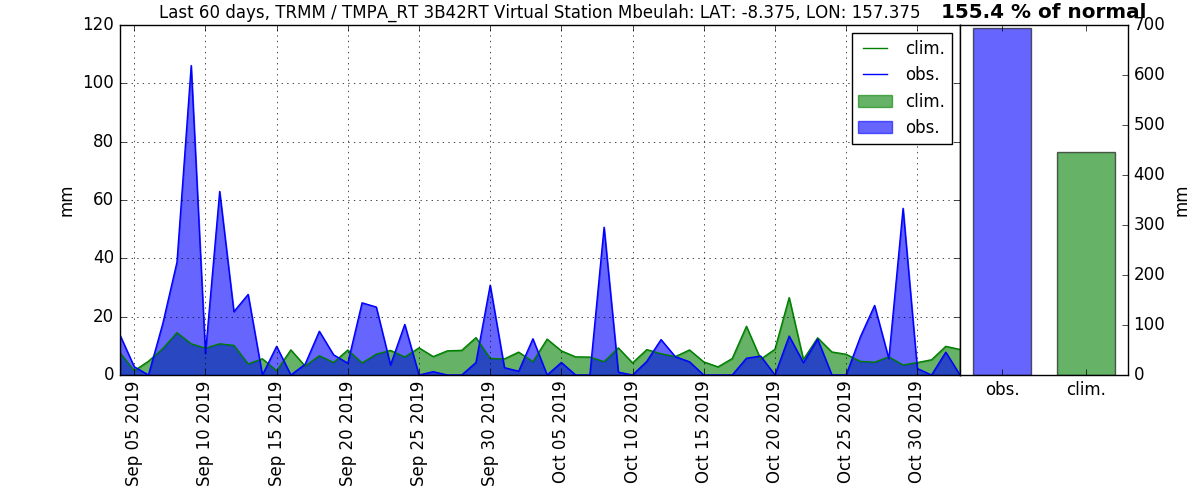 Last 60 days, TRMM / TMPA_RT 3B42RT Virtual Station Mbeulah: LAT: -8.375, LON: 157.375
155.4 % of normal
120
100
80
60
40
20
0
mm
clim.
obs.
clim.
obs.
Sep 05 2019
Sep 10 2019
Sep 15 2019
Sep 20 2019
Sep 25 2019
Sep 30 2019
Oct 05 2019
Oct 10 2019
Oct 15 2019
Oct 20 2019
Oct 25 2019
Oct 30 2019
700
600
500
400
300
200
100
0
mm
obs.
clim.